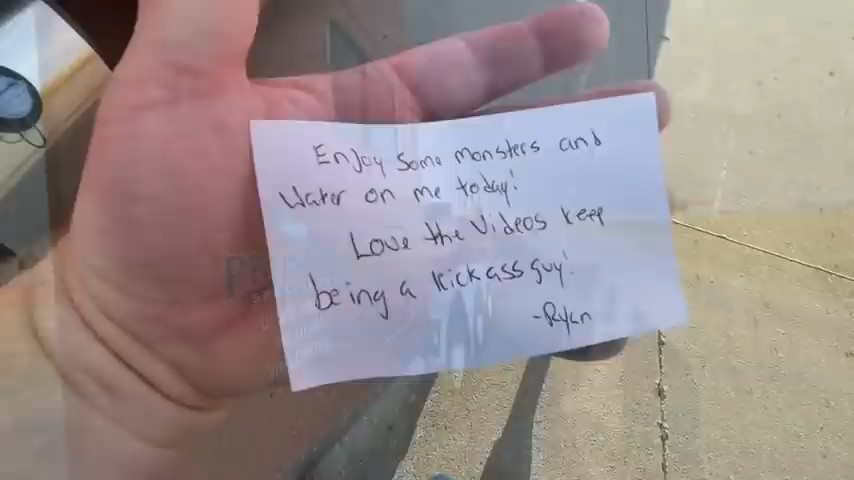 Enjoy Some monsters and
Water on me today!
Love the Videos keep
being a kickass guy!
-Ryan